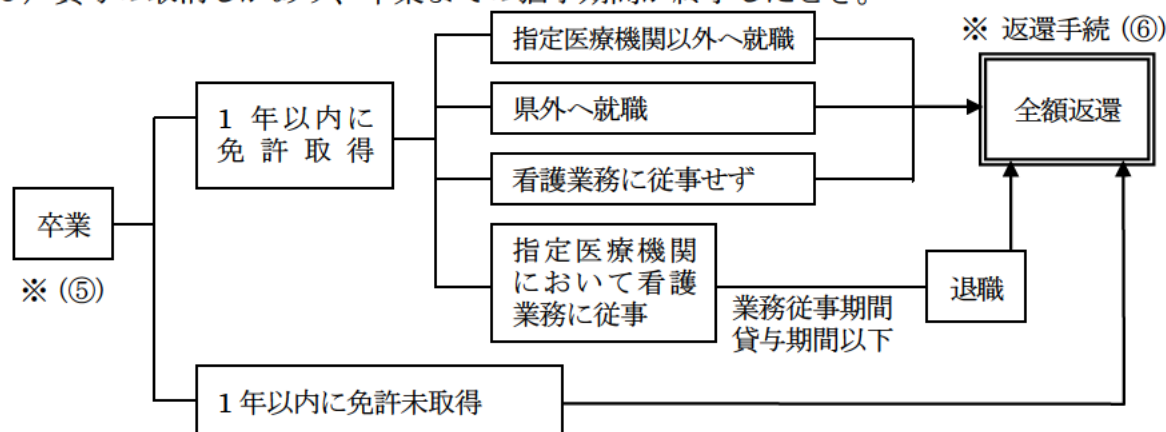 指定医療機関以外へ就職
※ 返還手続 (⑥)
1 年以内に
免許取得
県外へ就職
全額返還
看護業務に従事せず
卒業
※ (⑤)
指定医療機関
において看護
業務に従事
業務従事期間
貸与期間以下
退職
1年以内に免許未取得